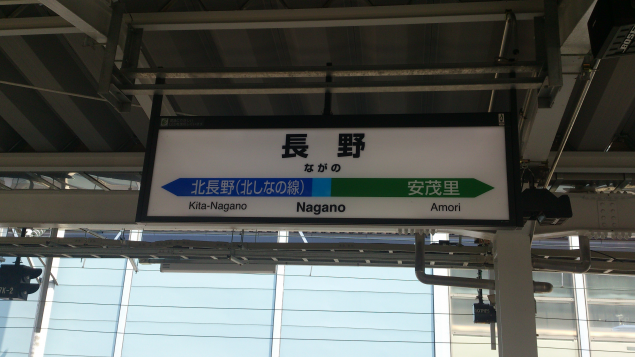 長野
ながの
北長野(北しなの線) 安茂里
Kita-Nagano Nagano Amori